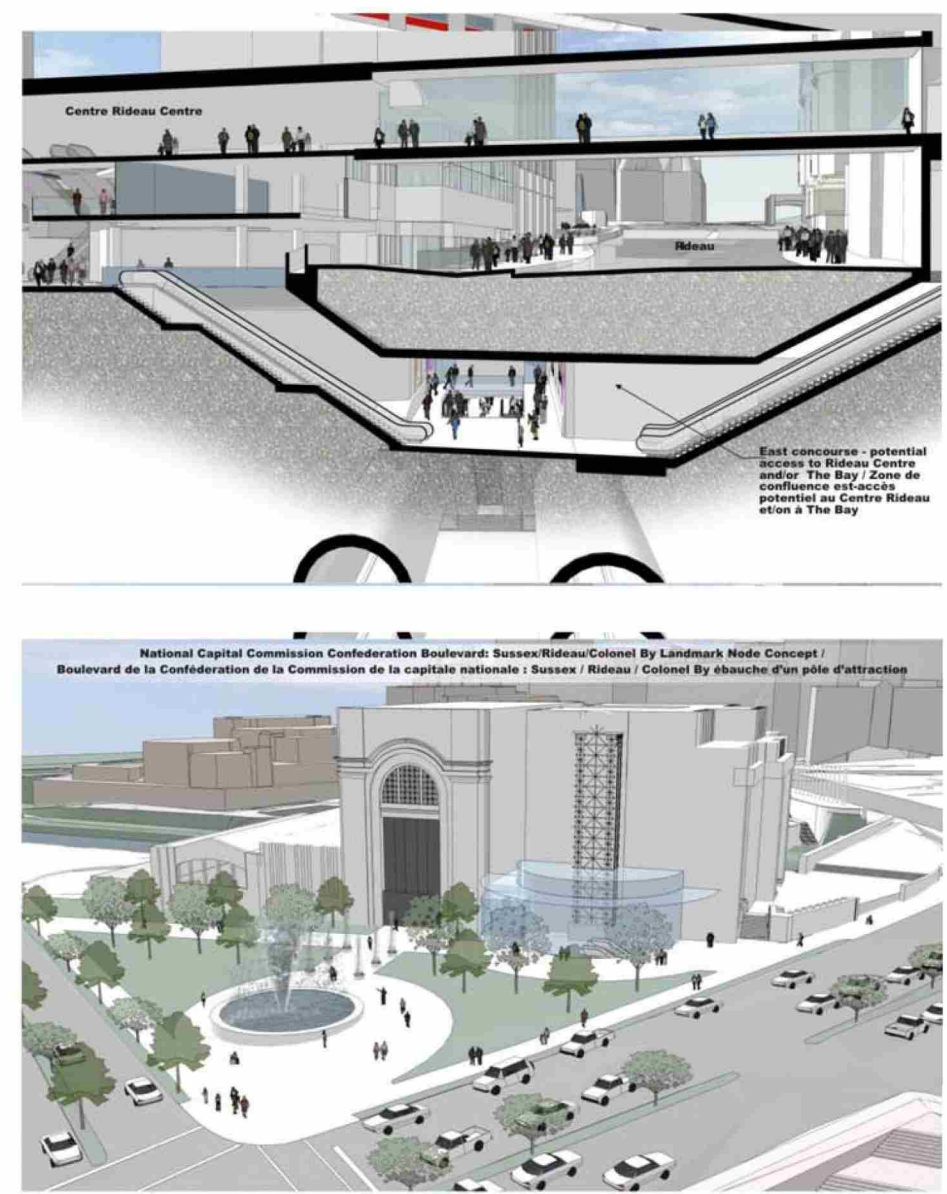 Centre Rideau Centre
Rideau
East concourse - potential
access to Rideau Centre
and/or The Bay / Zone de
confluence est-accès
potentiel au Centre Rideau
et/on à The Bay
National Capital Commission Confederation Boulevard: Sussex/Rideau/Colonel By Landmark Node Concept /
Boulevard de la Conféderation de la Commission de la capitale nationale : Sussex / Rideau / Colonel By ébauche d'un pôle d'attraction